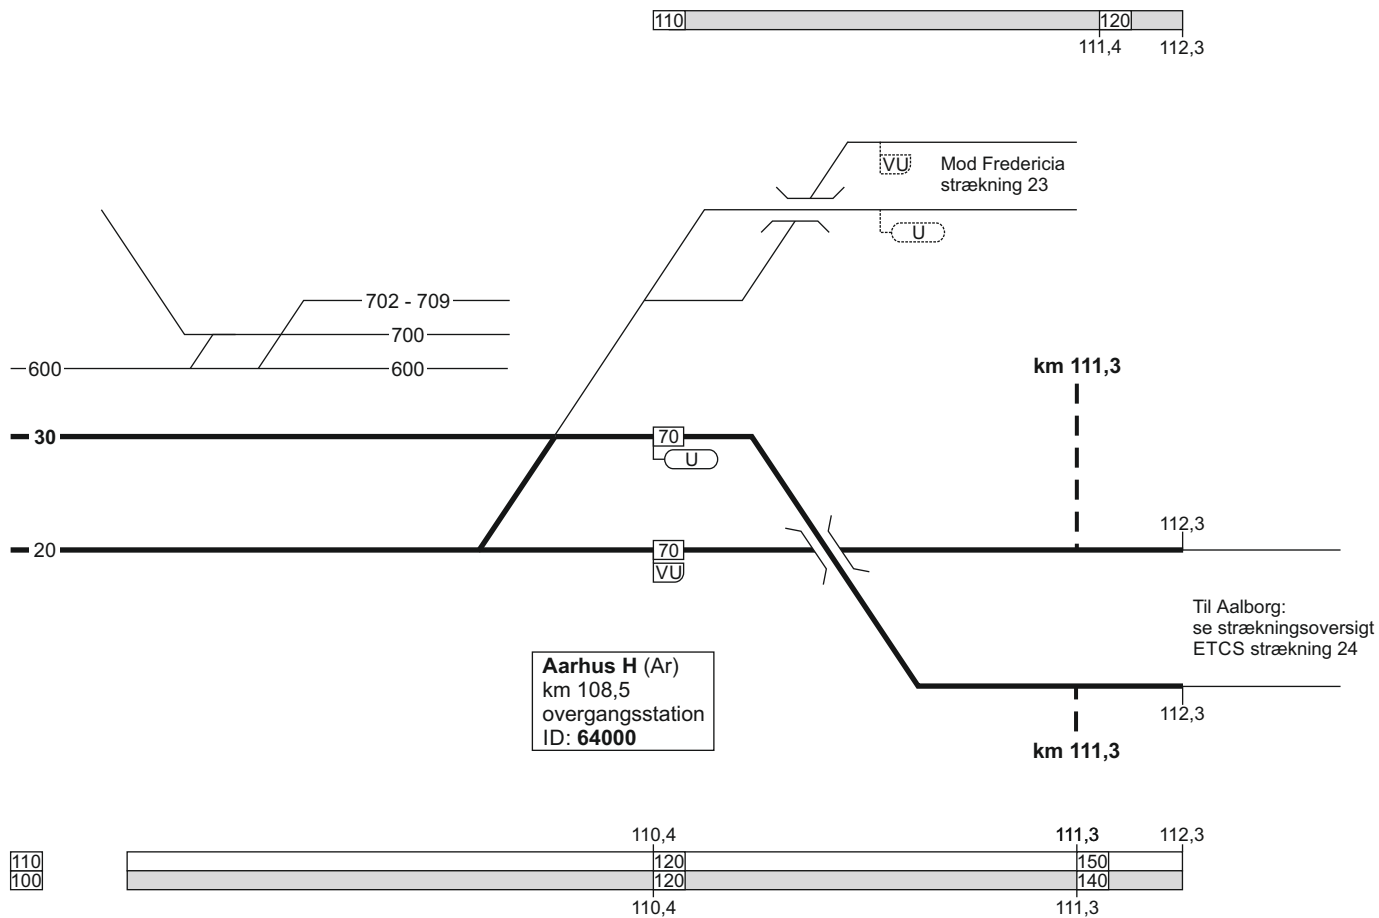 110
120
111,4
112,3
VU
Mod Fredericia
strækning 23
U
702 - 709
700
600
600
km 111,3
30
70
U
112,3
20
70
VU
Til Aalborg:
se strækningsoversigt
ETCS strækning 24
Aarhus H (Ar)
km 108,5
overgangsstation
ID: 64000
112,3
km 111,3
110,4
111,3
112,3
110
120
150
100
120
140
110,4
111,3